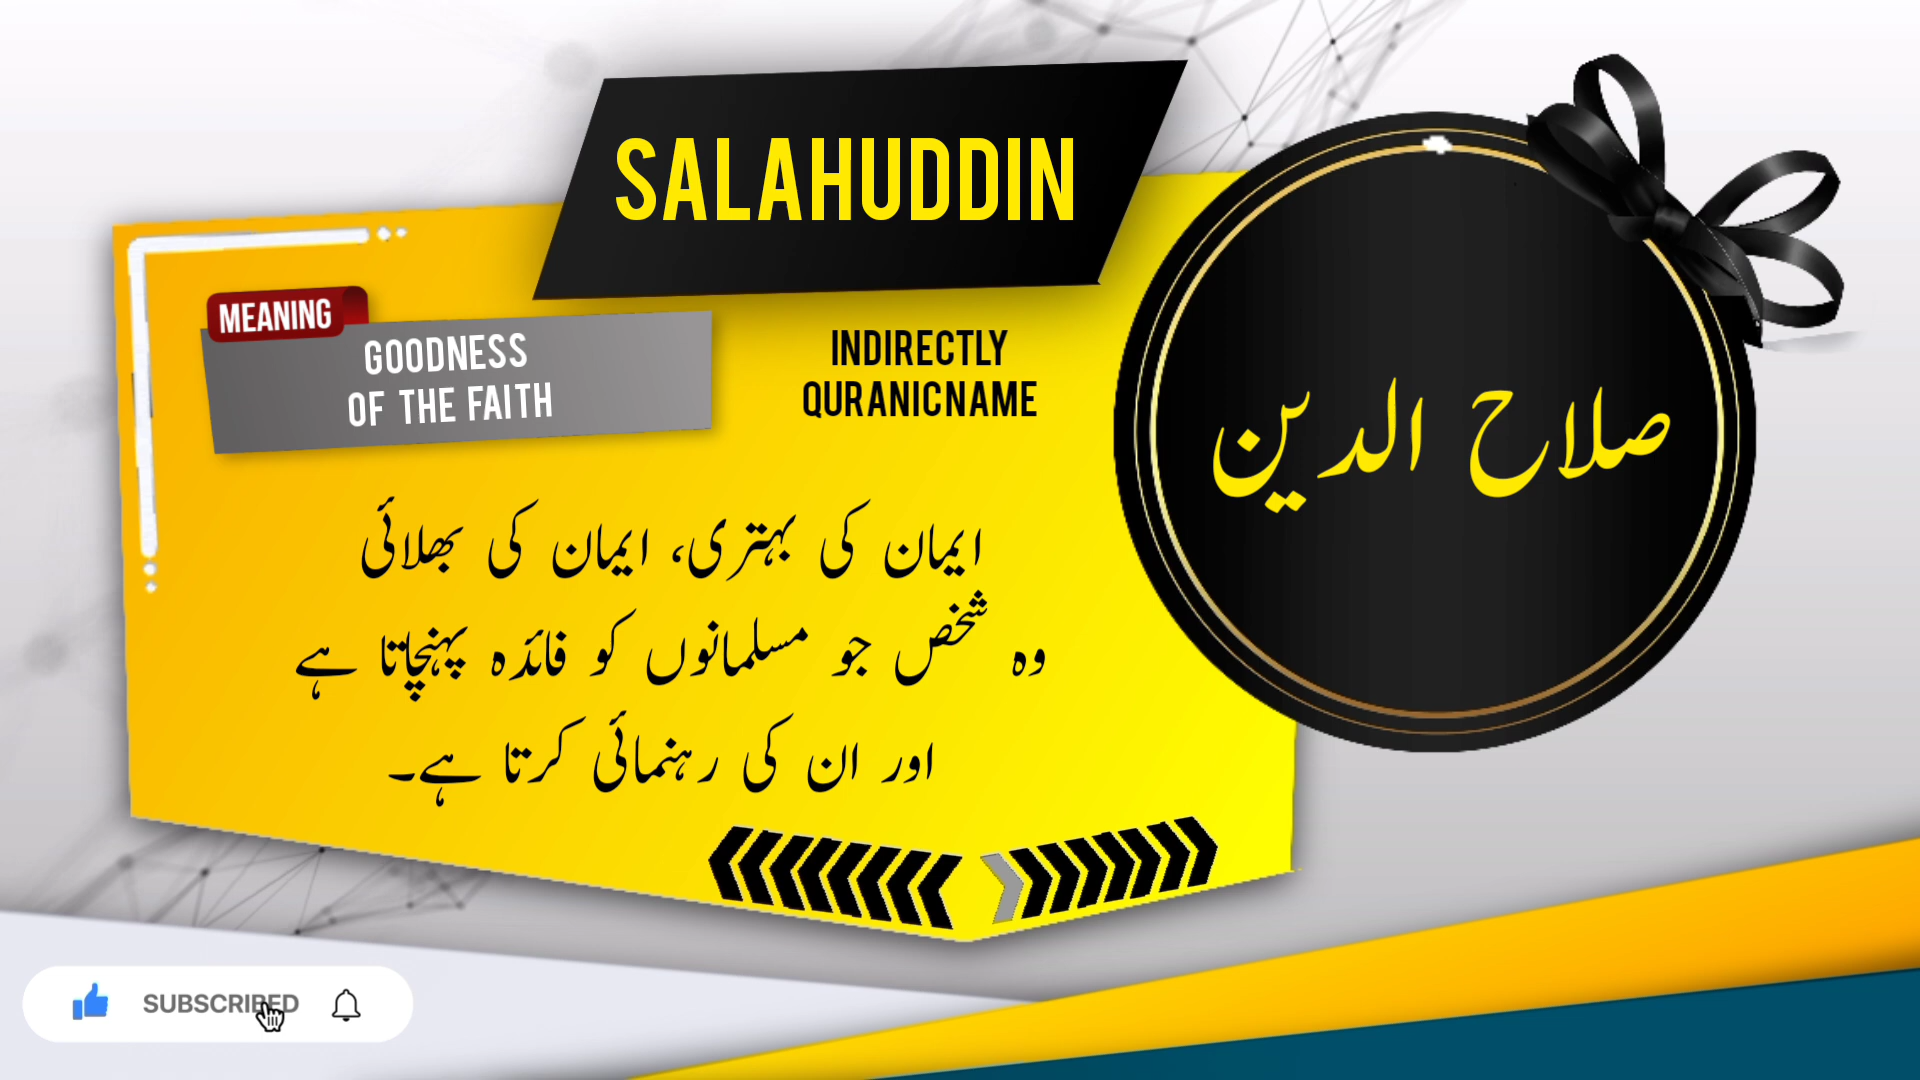 SALAHUDDIN
MEANING
GOODNESS
OF THE FAITH
INDIRECTLY
QURANICNAME
صلاح الدین
ایمان کی بہتری، ایمان کی بھلائی
وہ شخص جو مسلمانوں کو فائدہ پہنچاتا ہے
اور ان کی رہنمائی کرتا ہے۔
SUBSCRIBED